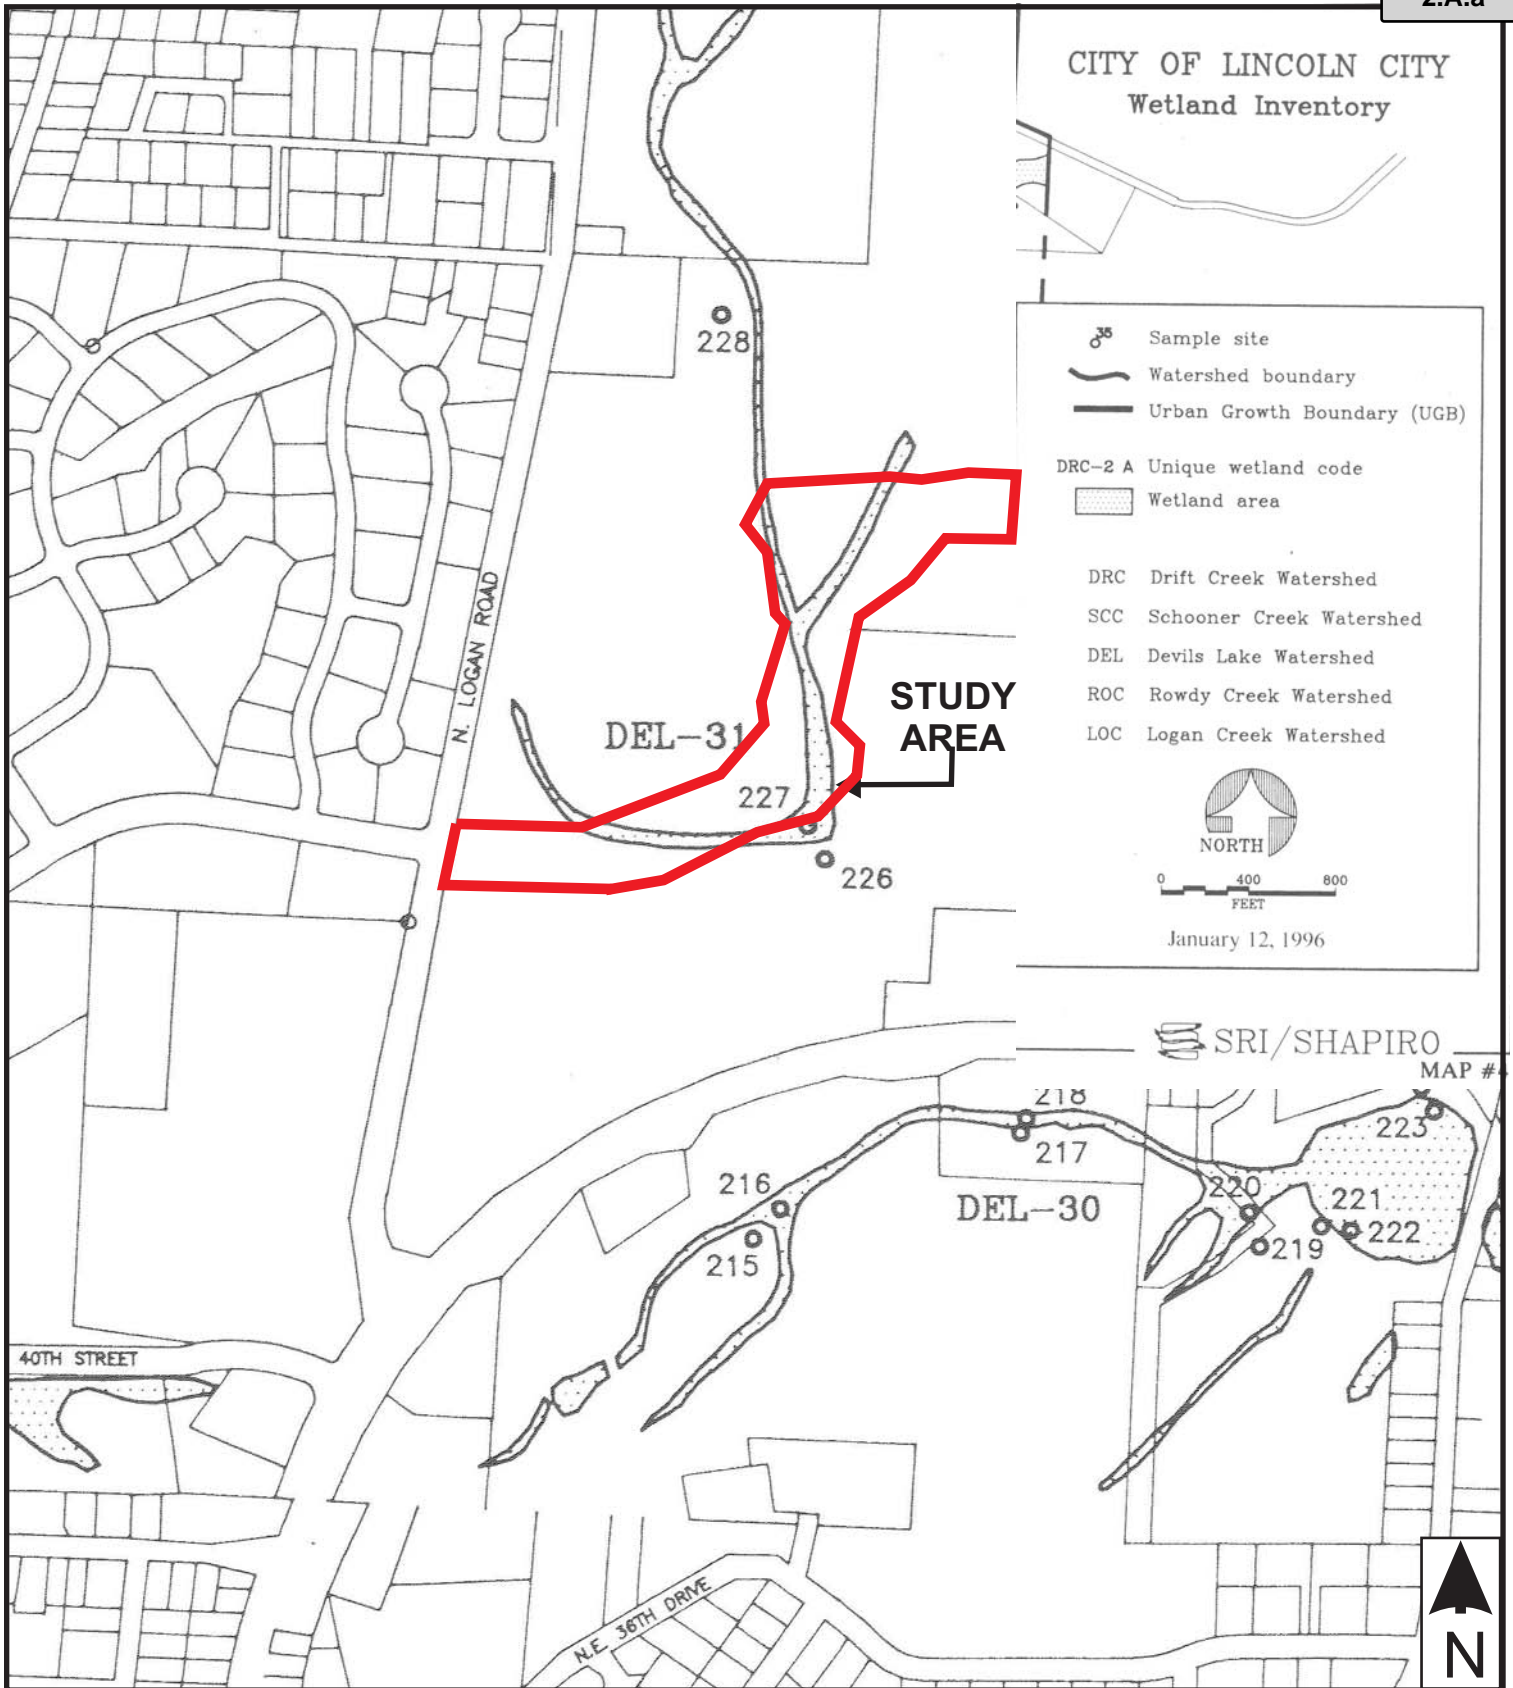 2.A.a
CITY OF LINCOLN CITY
Wetland Inventory
35
Sample site
Watershed boundary
Urban Growth Boundary (UGB)
DRC-2 A Unique wetland code
Wetland area
DRC Drift Creek Watershed
SCC Schooner Creek Watershed
DEL Devils Lake Watershed
ROC Rowdy Creek Watershed
LOC Logan Creek Watershed
NORTH
0 400 800
FEET
January 12, 1996
SRI/SHAPIRO
MAP #
228
N. LOGAN ROAD
STUDY
AREA
DEL-31
227
226
218
217
223
216
DEL-30
220
221
222
219
215
40TH STREET
N.E. 36TH DRIVE
N